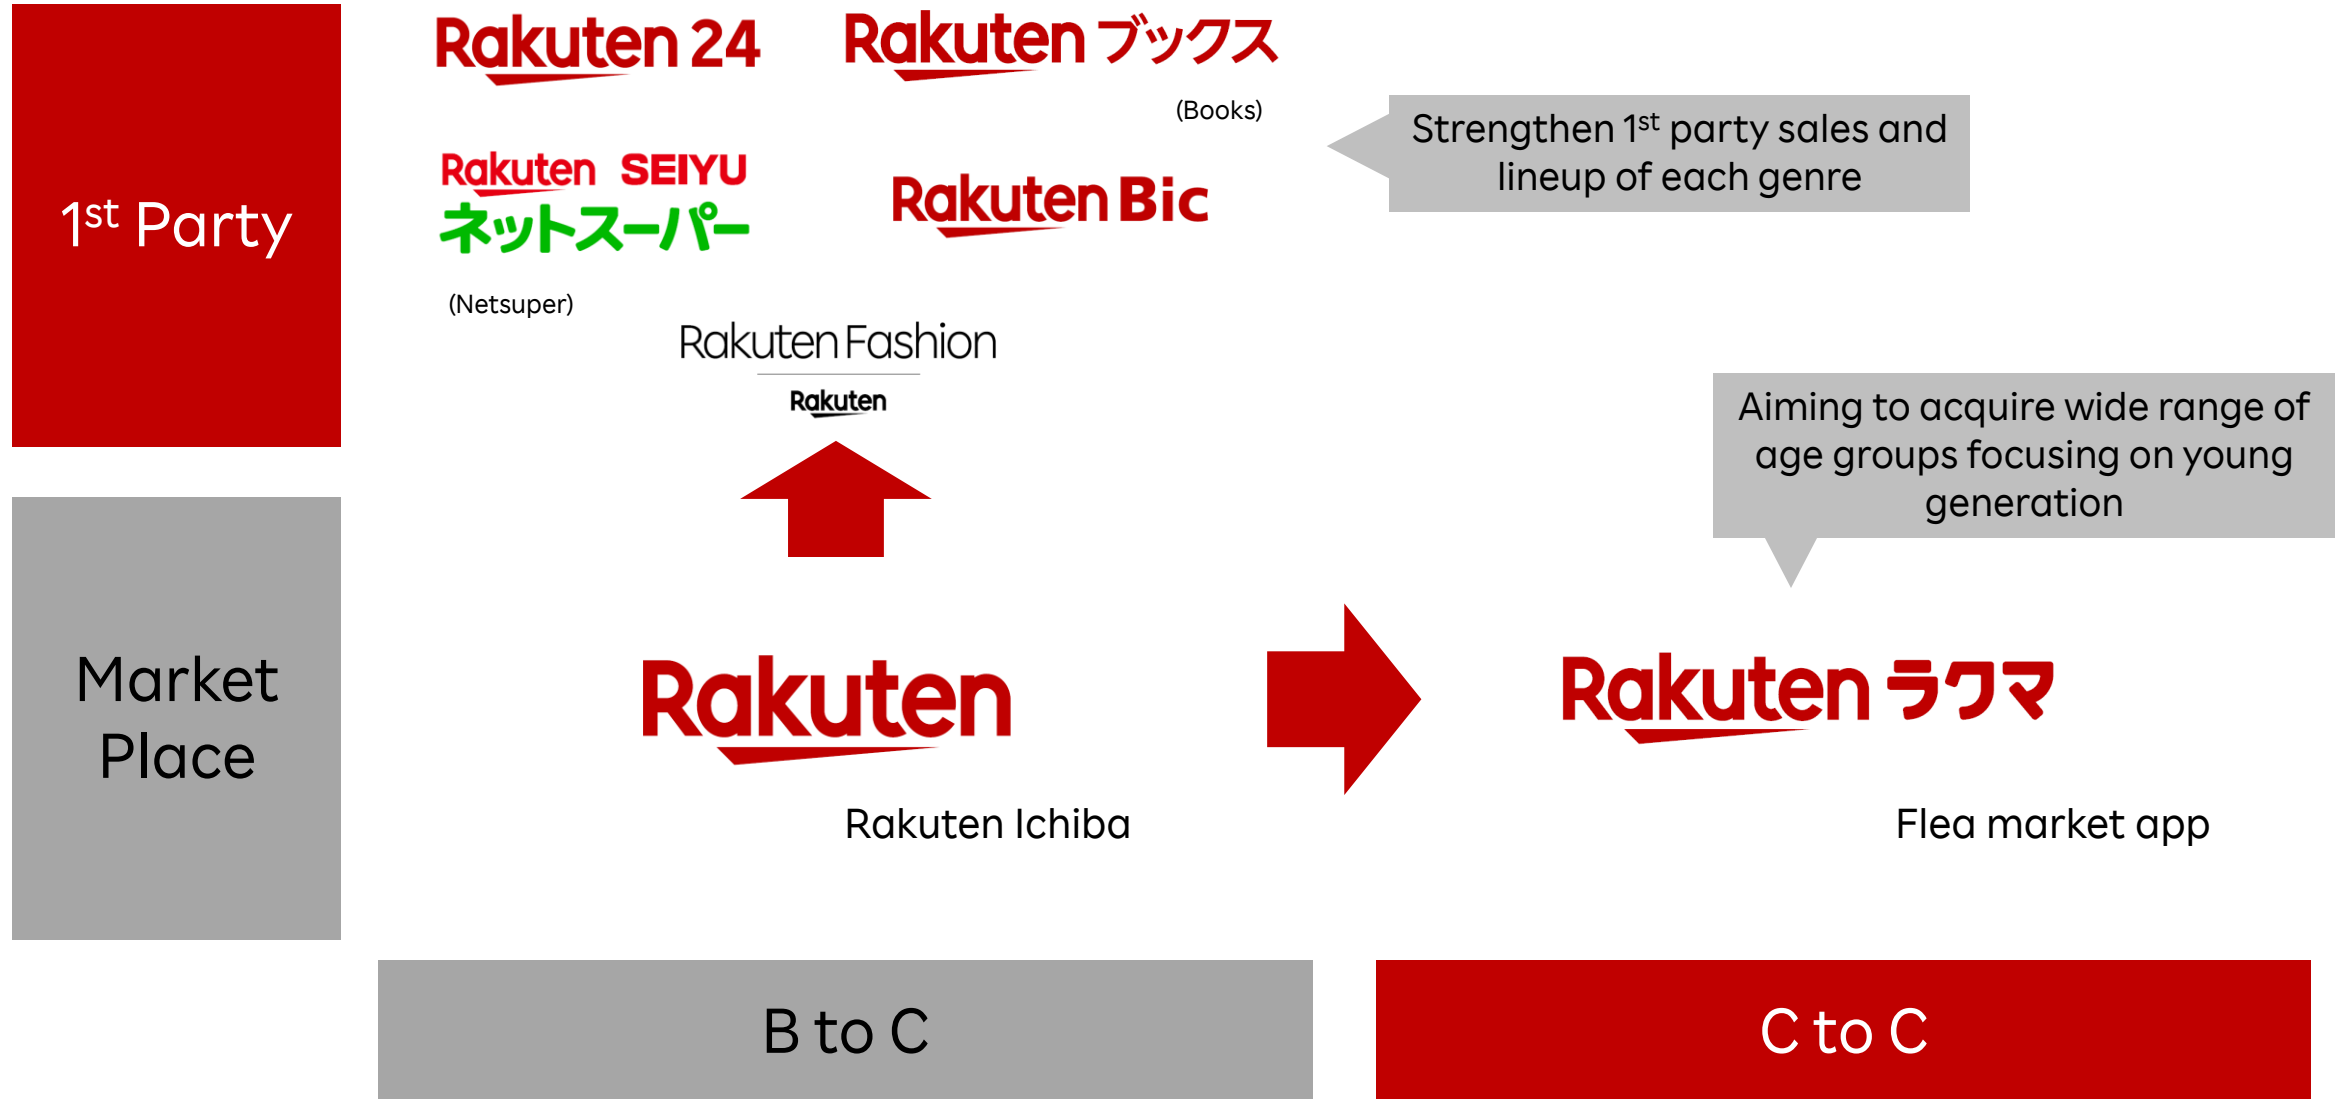 1st Party
Rakuten 24
Rakuten ブックス
(Books)
Rakuten SEIYU
ネットスーパー
(Netsuper)
Rakuten Bic
Rakuten Fashion
Rakuten
Strengthen 1st party sales and
lineup of each genre
Aiming to acquire wide range of
age groups focusing on young
generation
Market
Place
Rakuten
Rakuten Ichiba
Rakuten ラクマ
Flea market app
B to C
C to C